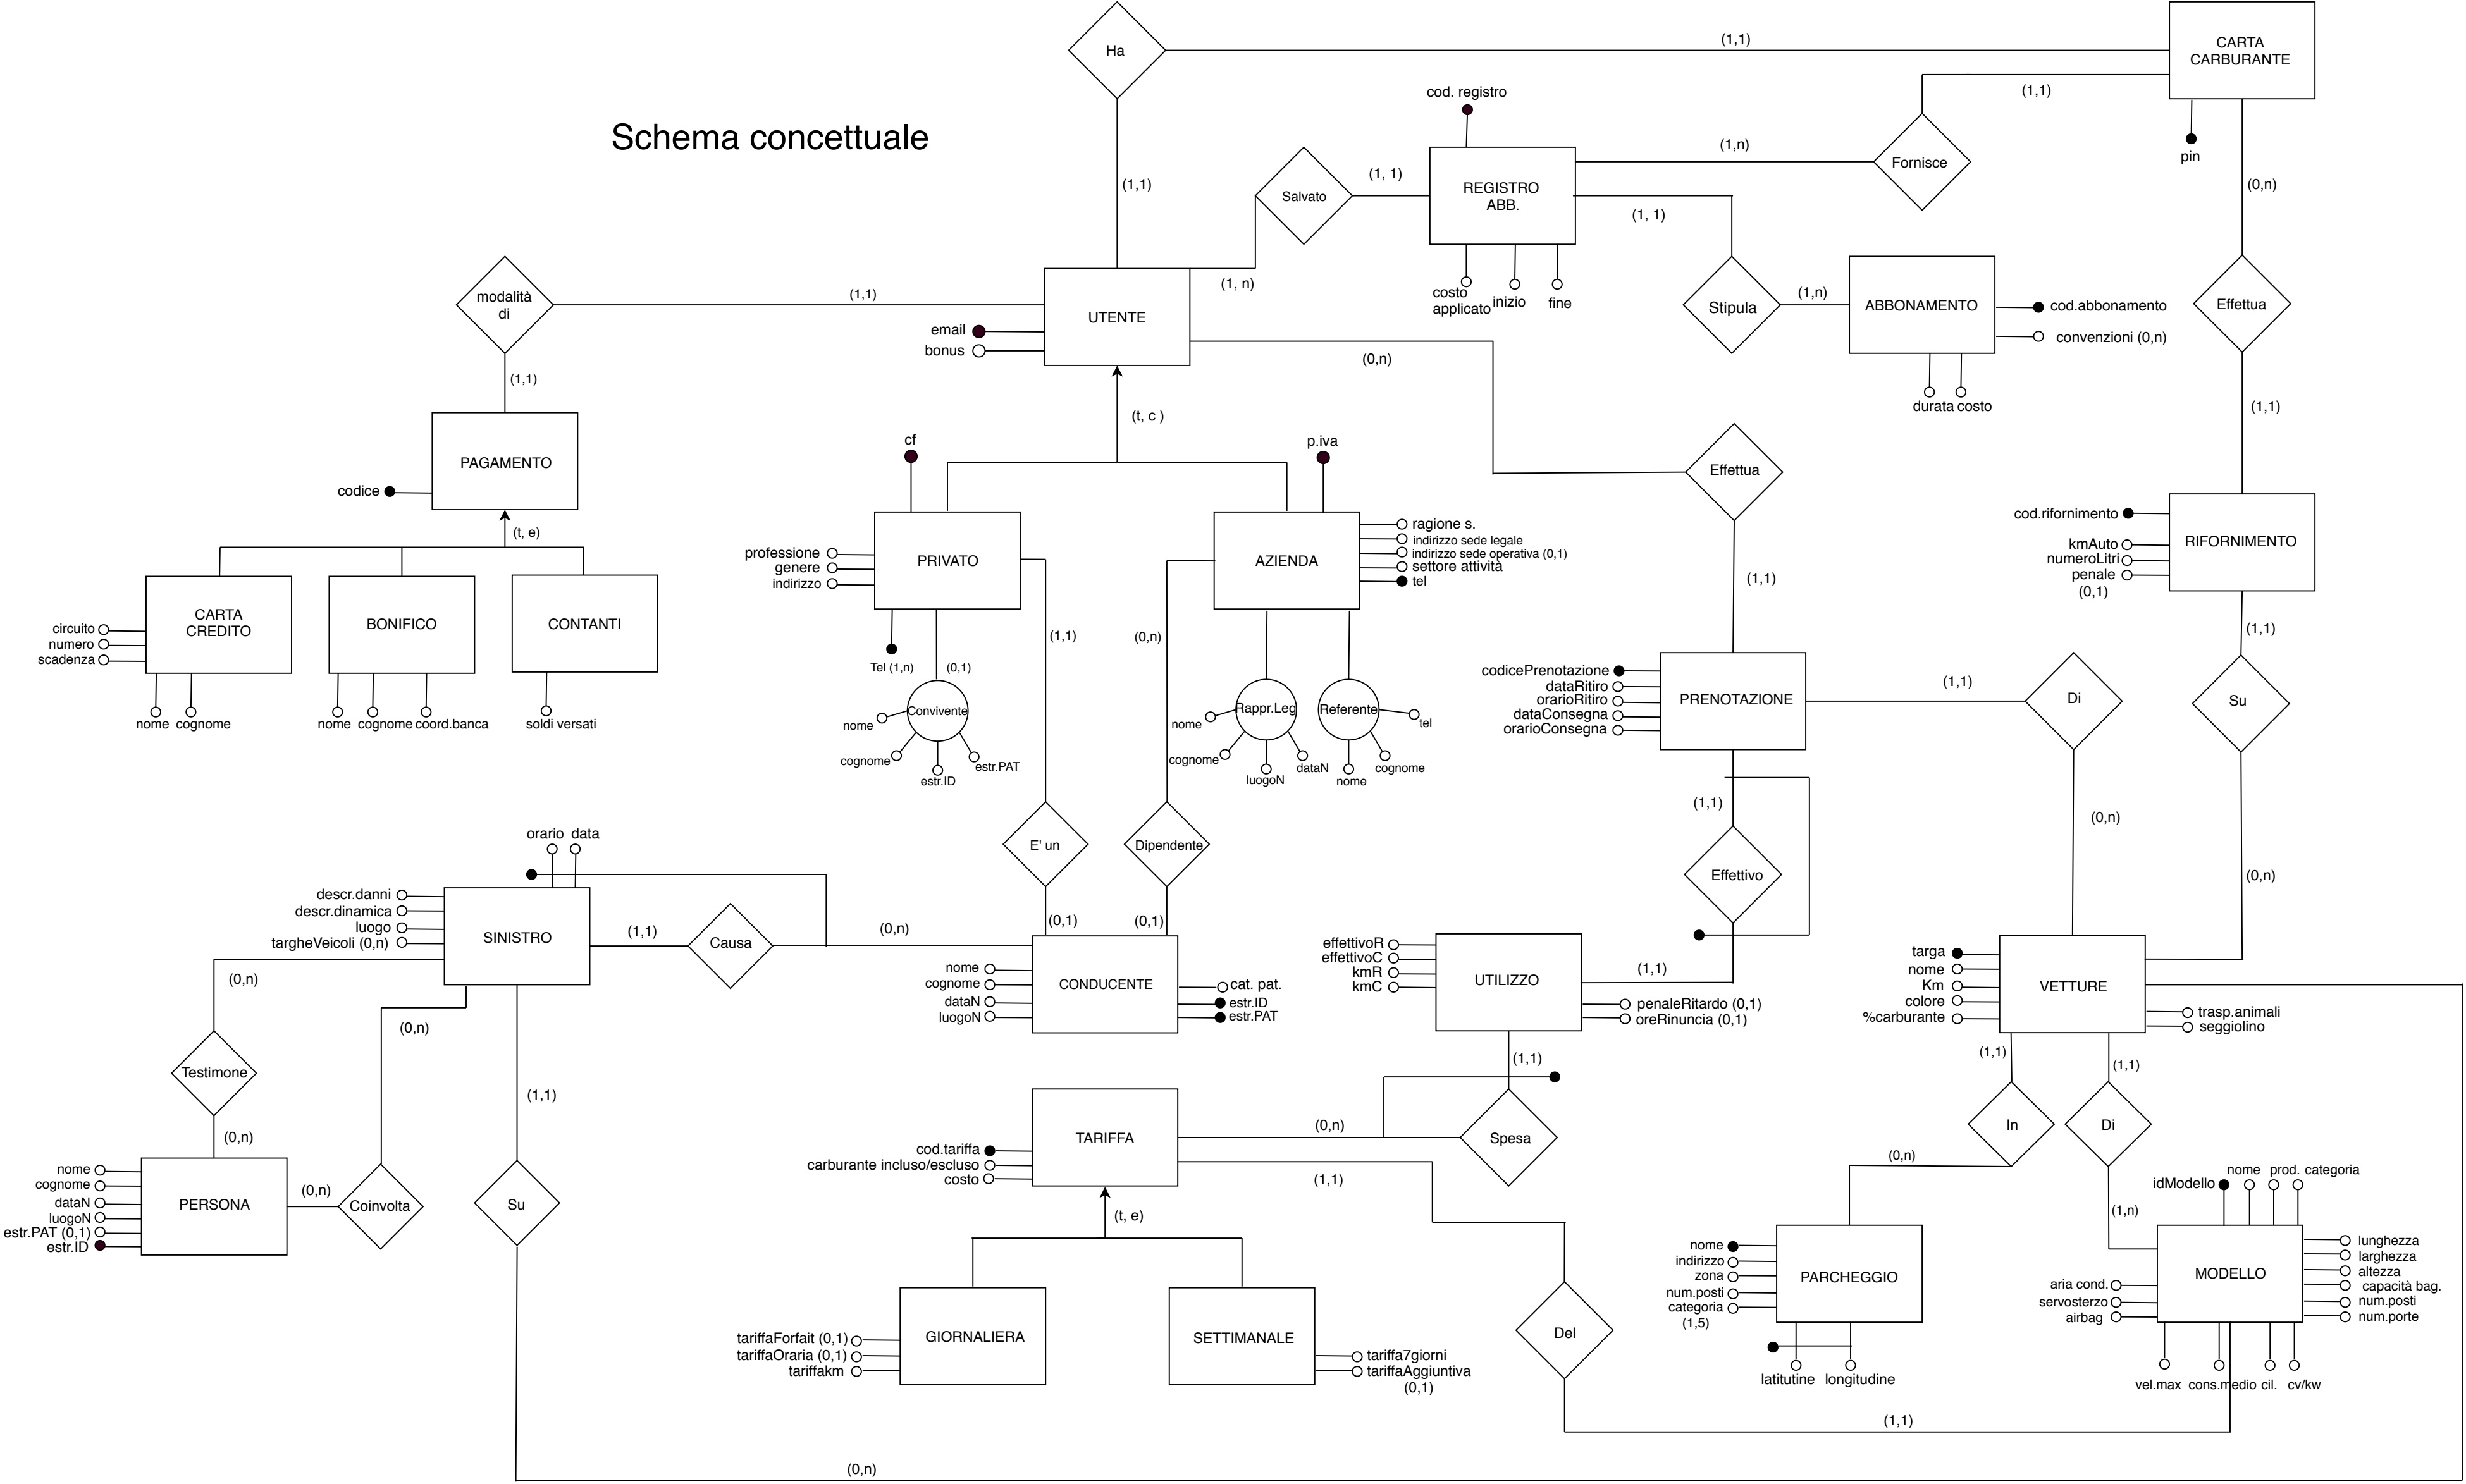 Schema concettuale
Ha
(1,1)
CARTA
CARBURANTE
(1,1)
pin
(0,n)
cod. registro
(1,n)
Fornisce
(1,1)
Salvato
(1, 1)
REGISTRO
ABB.
(1, 1)
(1, n)
costo
applicato
inizio
fine
Stipula
(1,n)
ABBONAMENTO
cod.abbonamento
convenzioni (0,n)
durata
costo
Effettua
(1,1)
modalità
di
(1,1)
UTENTE
email
bonus
(0,n)
(1,1)
PAGAMENTO
codice
(t, e)
(t, c )
cf
p.iva
Effettua
(1,1)
cod.rifornimento
kmAuto
numeroLitri
penale
(0,1)
RIFORNIMENTO
(1,1)
CARTA
CREDITO
circuito
numero
scadenza
nome
cognome
BONIFICO
nome
cognome
coord.banca
CONTANTI
soldi versati
professione
genere
indirizzo
PRIVATO
Tel (1,n)
(0,1)
(1,1)
Convivente
nome
cognome
estr.ID
estr.PAT
AZIENDA
ragione s.
indirizzo sede legale
indirizzo sede operativa (0,1)
settore attività
tel
(0,n)
Rappr.Leg
nome
cognome
luogoN
dataN
Referente
tel
nome
cognome
codicePrenotazione
dataRitiro
orarioRitiro
dataConsegna
orarioConsegna
PRENOTAZIONE
(1,1)
Di
(0,n)
Su
(0,n)
(1,1)
Effettivo
(1,1)
orario
data
descr.danni
descr.dinamica
luogo
targheVeicoli (0,n)
SINISTRO
(1,1)
Causa
(0,n)
E' un
(0,1)
Dipendente
(0,1)
nome
cognome
dataN
luogoN
CONDUCENTE
cat. pat.
estr.ID
estr.PAT
effettivoR
effettivoC
kmR
kmC
UTILIZZO
penaleRitardo (0,1)
oreRinuncia (0,1)
(1,1)
targa
nome
Km
colore
%carburante
VETTURE
trasp.animali
seggiolino
(1,1)
(1,1)
(0,n)
(0,n)
(1,1)
Testimone
(0,n)
nome
cognome
dataN
luogoN
estr.PAT (0,1)
estr.ID
PERSONA
(0,n)
Coinvolta
Su
TARIFFA
cod.tariffa
carburante incluso/escluso
costo
(0,n)
Spesa
(1,1)
(t, e)
In
(0,n)
Di
(1,n)
tariffaForfait (0,1)
tariffaOraria (0,1)
tariffakm
GIORNALIERA
SETTIMANALE
tariffa7giorni
tariffaAggiuntiva
(0,1)
Del
nome
indirizzo
zona
num.posti
categoria
(1,5)
PARCHEGGIO
latitutine
longitudine
idModello
nome
prod.
categoria
MODELLO
lunghezza
larghezza
altezza
capacità bag.
num.posti
num.porte
aria cond.
servosterzo
airbag
vel.max
cons.medio
cil.
cv/kw
(1,1)
(0,n)